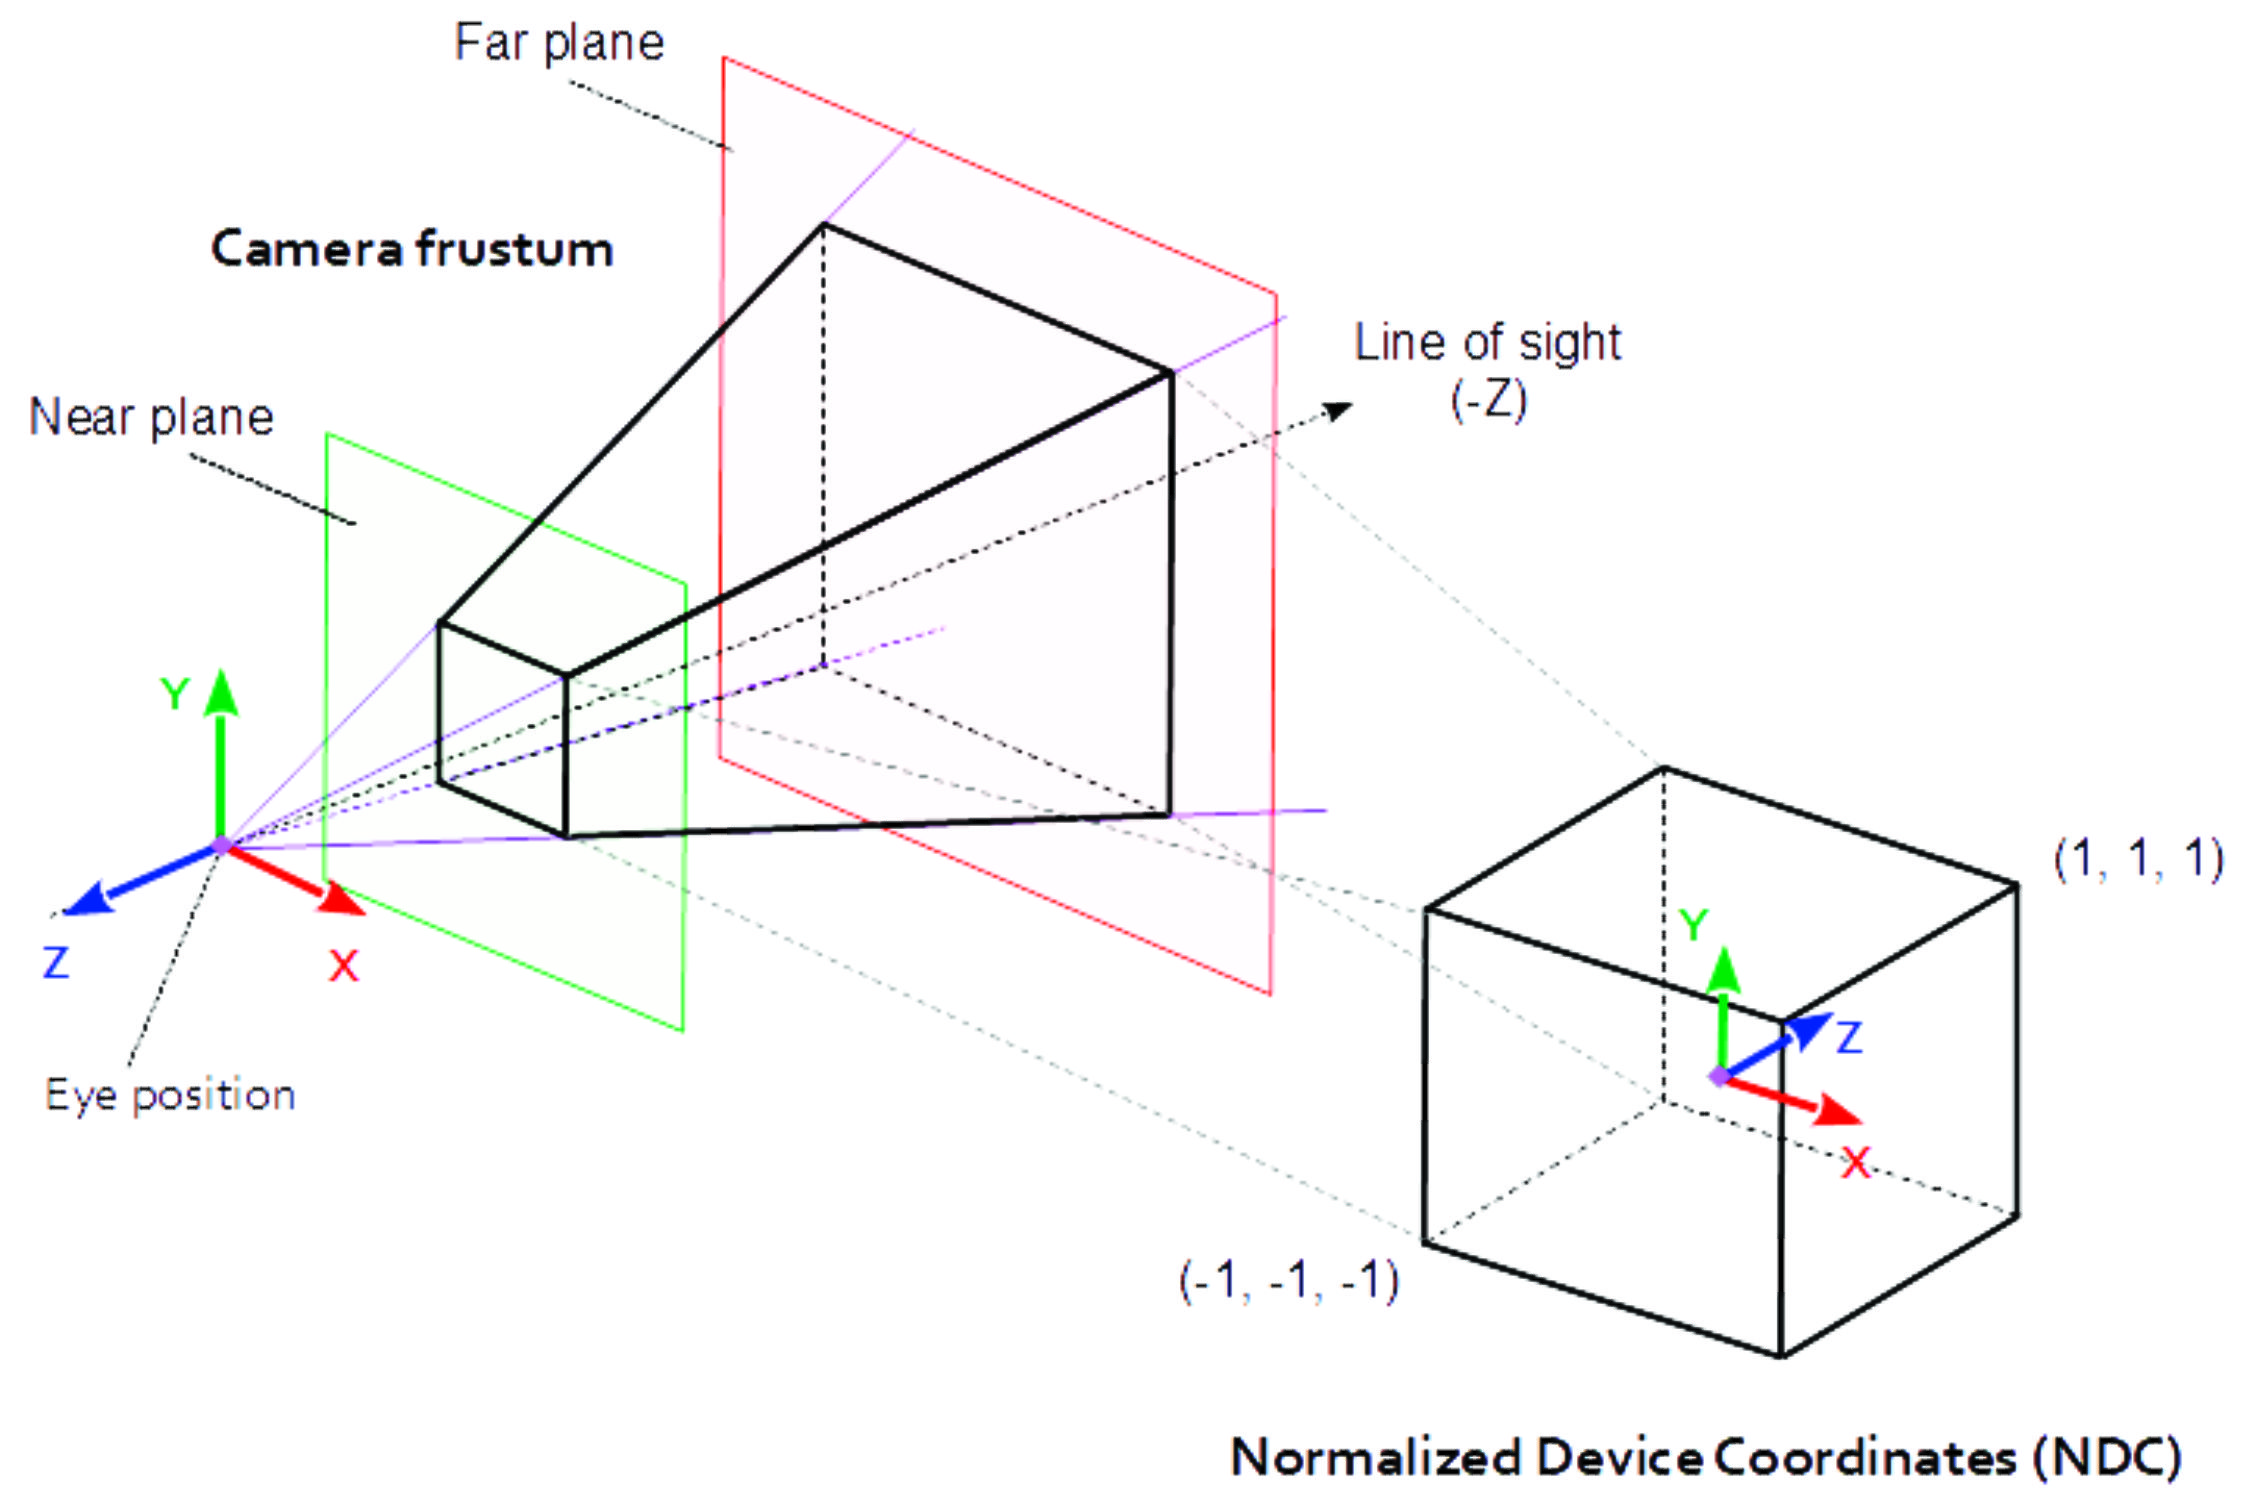 Far plane
Camera frustum
Line of sight
(-Z)
Near plane
Y
Z
X
Eye position
(1, 1, 1)
Y
Z
X
(-1, -1, -1)
Normalized Device Coordinates (NDC)